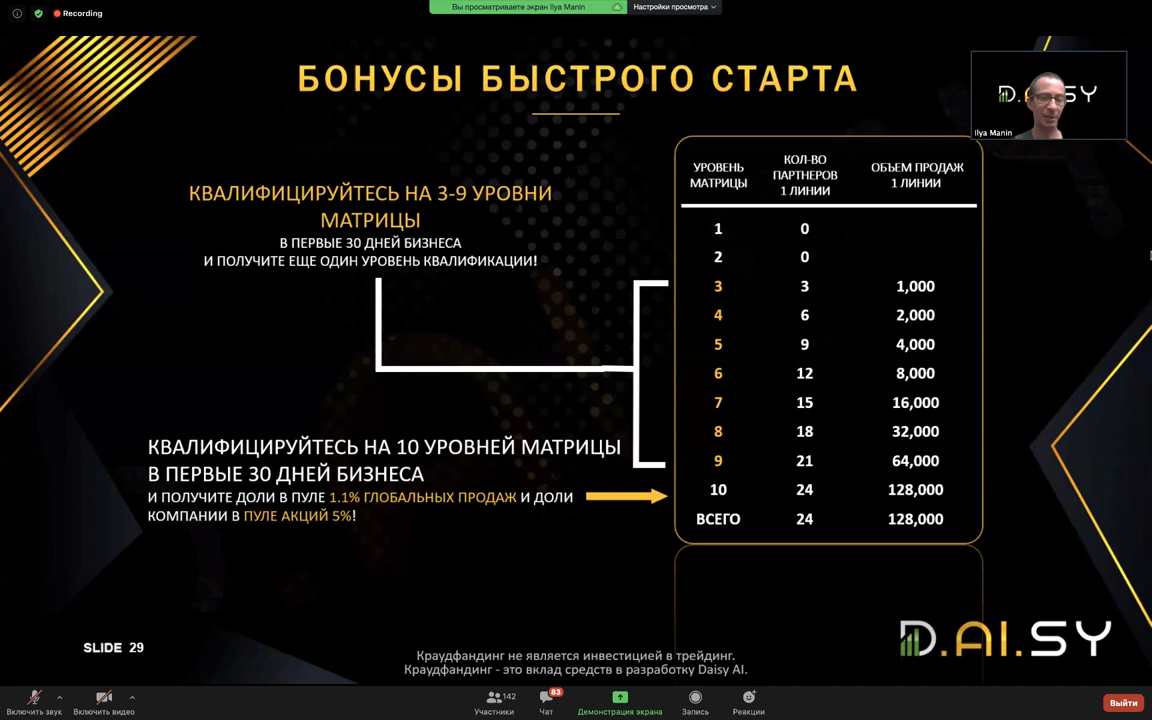 Recording
Вы просматриваете экран Ilya Manin
Настройки просмотра
БОНУСЫ БЫСТРОГО СТАРТА
D.AI.SY
Ilya Manin
КВАЛИФИЦИРУЙТЕСЬ НА 3-9 УРОВНИ
МАТРИЦЫ
В ПЕРВЫЕ 30 ДНЕЙ БИЗНЕСА
И ПОЛУЧИТЕ ЕЩЕ ОДИН УРОВЕНЬ КВАЛИФИКАЦИИ!
КВАЛИФИЦИРУЙТЕСЬ НА 10 УРОВНЕЙ МАТРИЦЫ
В ПЕРВЫЕ 30 ДНЕЙ БИЗНЕСА
И ПОЛУЧИТЕ ДОЛИ В ПУЛЕ 1.1% ГЛОБАЛЬНЫХ ПРОДАЖ И ДОЛИ
КОМПАНИИ В ПУЛЕ АКЦИЙ 5%!
УРОВЕНЬ МАТРИЦЫ КОЛ-ВО ПАРТНЕРОВ 1 ЛИНИИ ОБЪЕМ ПРОДАЖ 1 ЛИНИИ
1 0
2 0
3 3 1,000
4 6 2,000
5 9 4,000
6 12 8,000
7 15 16,000
8 18 32,000
9 21 64,000
10 24 128,000
ВСЕГО 24 128,000
SLIDE 29
Краудфандинг не является инвестицией в трейдинг.
Краудфандинг - это вклад средств в разработку Daisy AI.
D.AI.SY
Включить звук
Включить видео
142
Участники
83
Чат
Демонстрация экрана
Запись
Реакции
Выйти